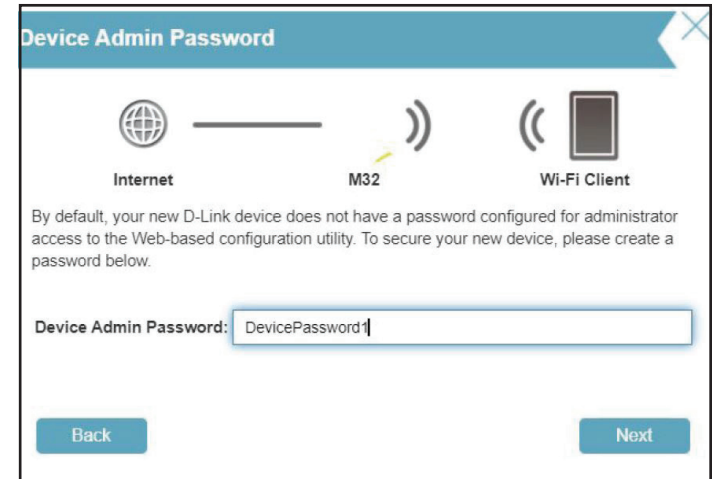 Device Admin Password
Internet
M32
Wi-Fi Client
By default, your new D-Link device does not have a password configured for administrator
access to the Web-based configuration utility. To secure your new device, please create a
password below.
Device Admin Password: DevicePassword1
Back
Next